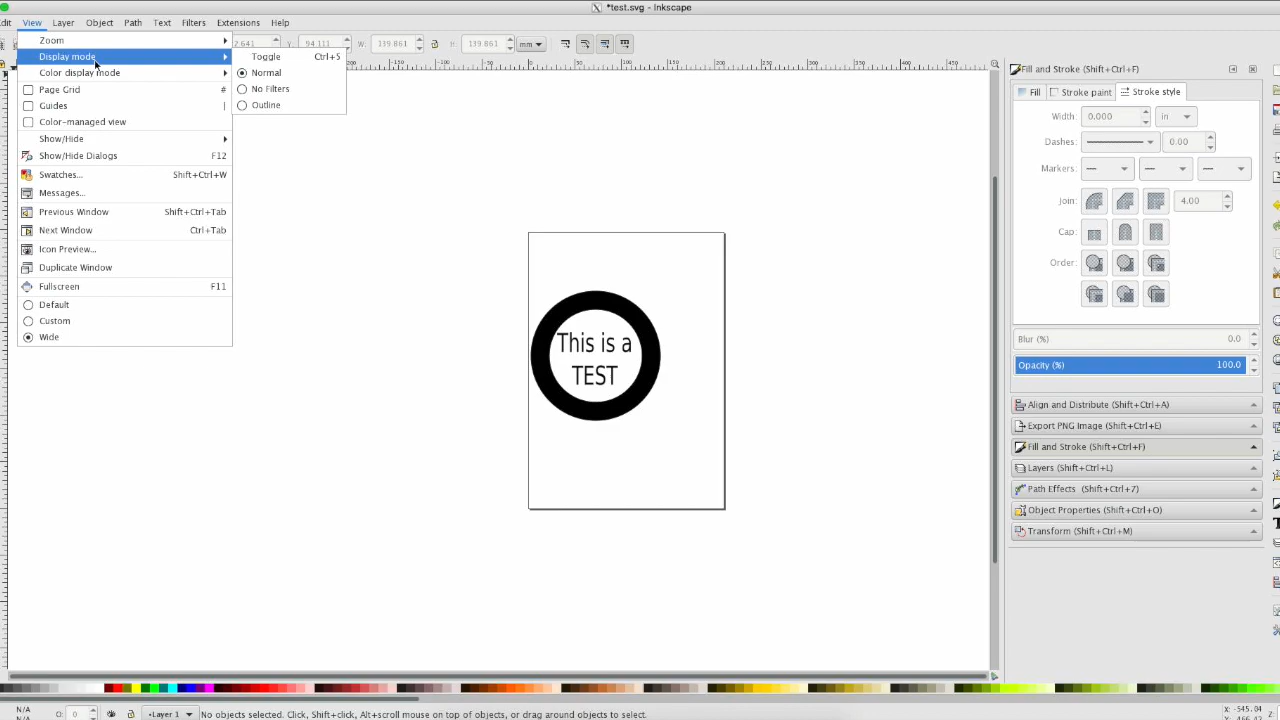 *test.svg - Inkscape
Edit View Layer Object Path Text Filters Extensions Help
Zoom
Display mode
Color display mode
Page Grid #
Guides |
Color-managed view
Show/Hide
Show/Hide Dialogs F12
Swatches... Shift+Ctrl+W
Messages...
Previous Window Shift+Ctrl+Tab
Next Window Ctrl+Tab
Icon Preview...
Duplicate Window
Fullscreen F11
Default
Custom
Wide
Toggle Ctrl+5
Normal
No Filters
Outline
2.641 Y: 94.111 W: 139.861 H: 139.861 mm
This is a
TEST
Fill and Stroke (Shift+Ctrl+F)
Fill Stroke paint Stroke style
Width: 0.000 in
Dashes: 0.00
Markers:
Join: 4.00
Cap:
Order:
Blur (%) 0.0
Opacity (%) 100.0
Align and Distribute (Shift+Ctrl+A)
Export PNG Image (Shift+Ctrl+E)
Fill and Stroke (Shift+Ctrl+F)
Layers (Shift+Ctrl+L)
Path Effects (Shift+Ctrl+7)
Object Properties (Shift+Ctrl+O)
Transform (Shift+Ctrl+M)
N/A
N/A
O: 0
Layer 1
No objects selected. Click, Shift+click, Alt+scroll mouse on top of objects, or drag around objects to select.
X: -545.04